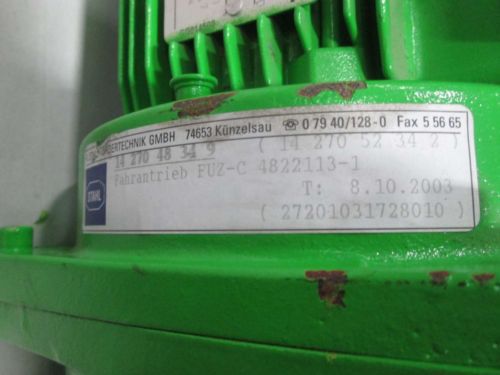 GERTECHNIK GMBH 74653 Künzelsau ☏ 0 79 40/128-0 Fax 5 56 65
14 270 48 34 9 ( 14 270 52 34 2 )
Fahrantrieb FUZ-C 4822113-1
STAHL
T: 8.10.2003
( 27201031728010 )